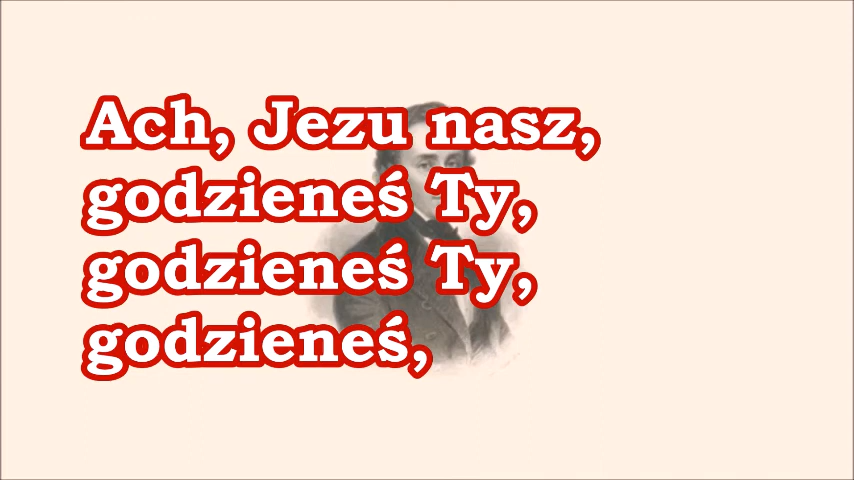 Ach, Jezu nasz,
godzieneś Ty,
godzieneś Ty,
godzieneś,